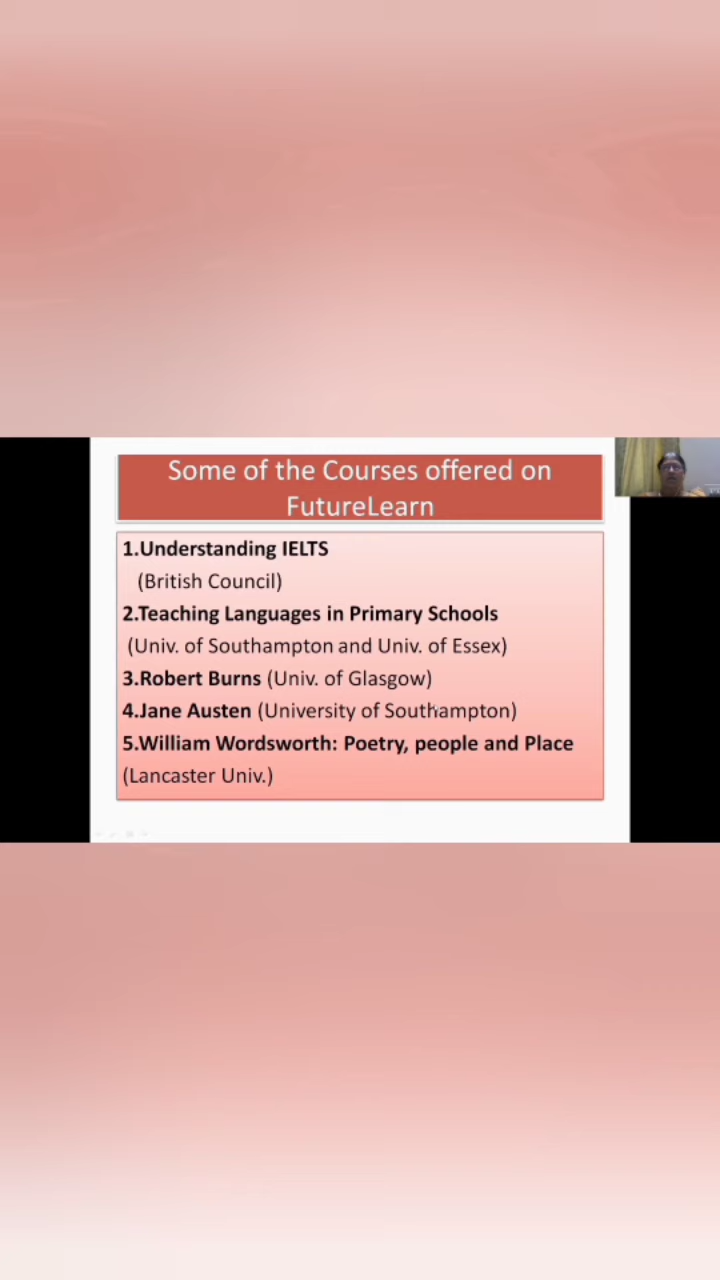 Some of the Courses offered on
FutureLearn
1.Understanding IELTS
(British Council)
2.Teaching Languages in Primary Schools
(Univ. of Southampton and Univ. of Essex)
3.Robert Burns (Univ. of Glasgow)
4.Jane Austen (University of Southampton)
5.William Wordsworth: Poetry, people and Place
(Lancaster Univ.)